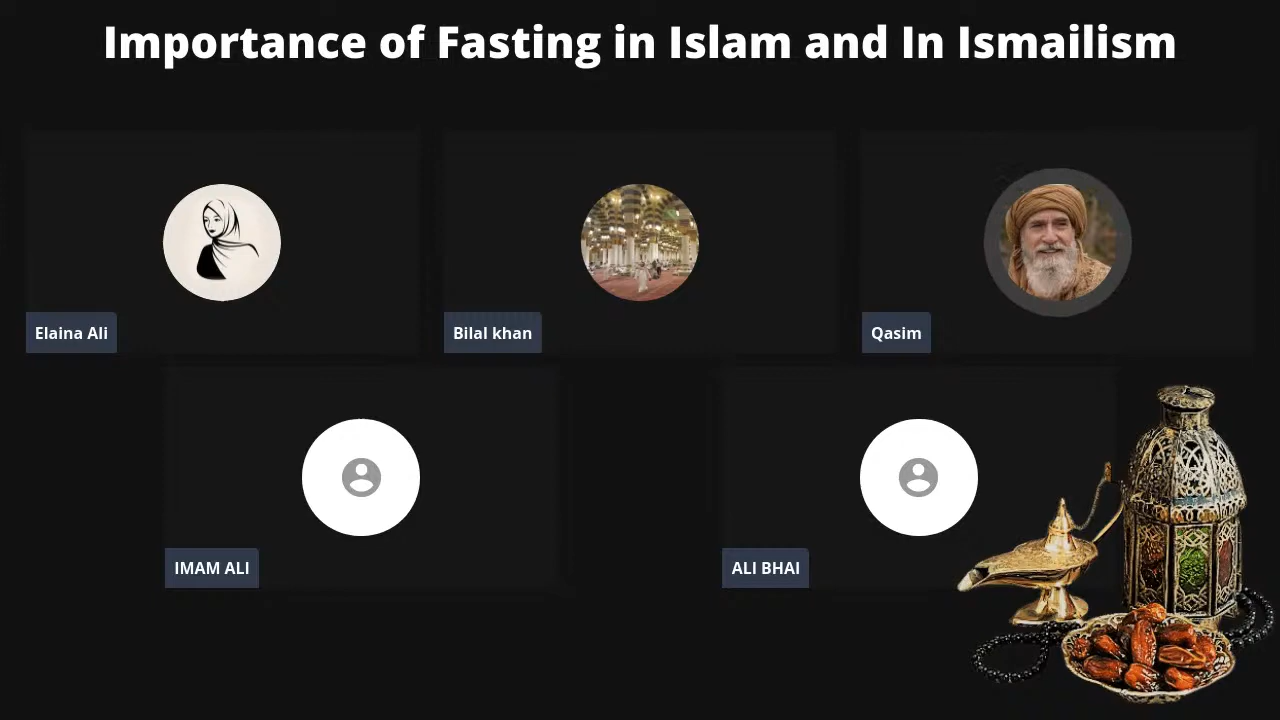 Importance of Fasting in Islam and In Ismailism
Elaina Ali
Bilal khan
Qasim
IMAM ALI
ALI BHAI